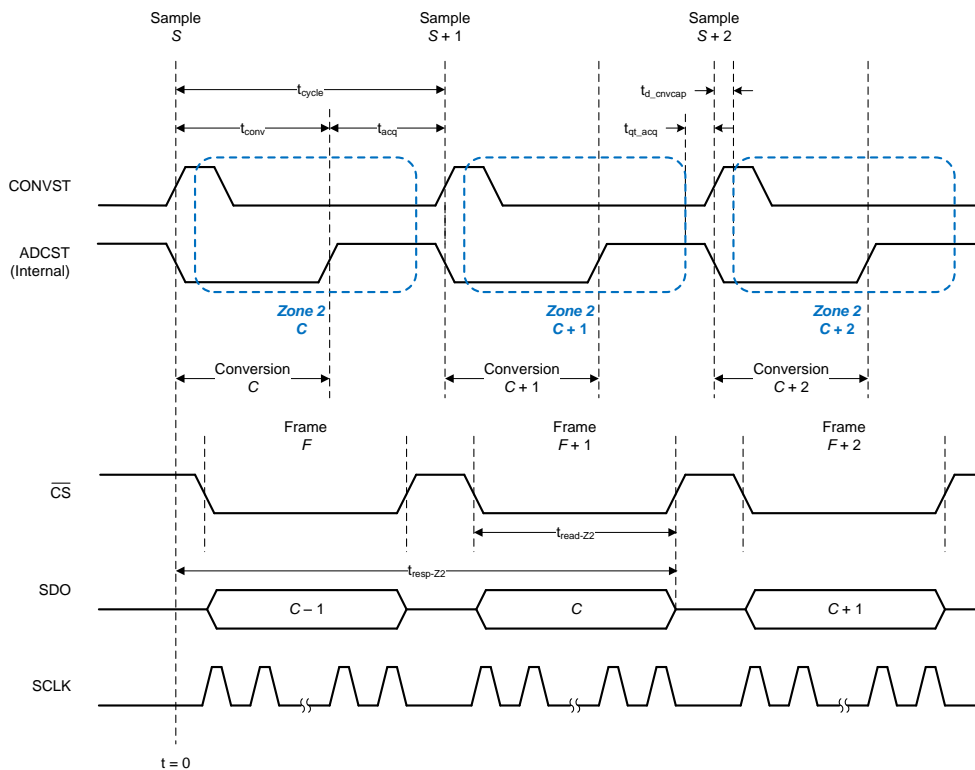 Sample
S
Sample
S + 1
Sample
S + 2
tcycle
td_cnvcap
tconv
tacq
tqt_acq
CONVST
ADCST
(Internal)
Zone 2
C
Zone 2
C + 1
Zone 2
C + 2
Conversion
C
Conversion
C + 1
Conversion
C + 2
Frame
F
Frame
F + 1
Frame
F + 2
CS
tread-Z2
tresp-Z2
SDO
C – 1
C
C + 1
SCLK
t = 0